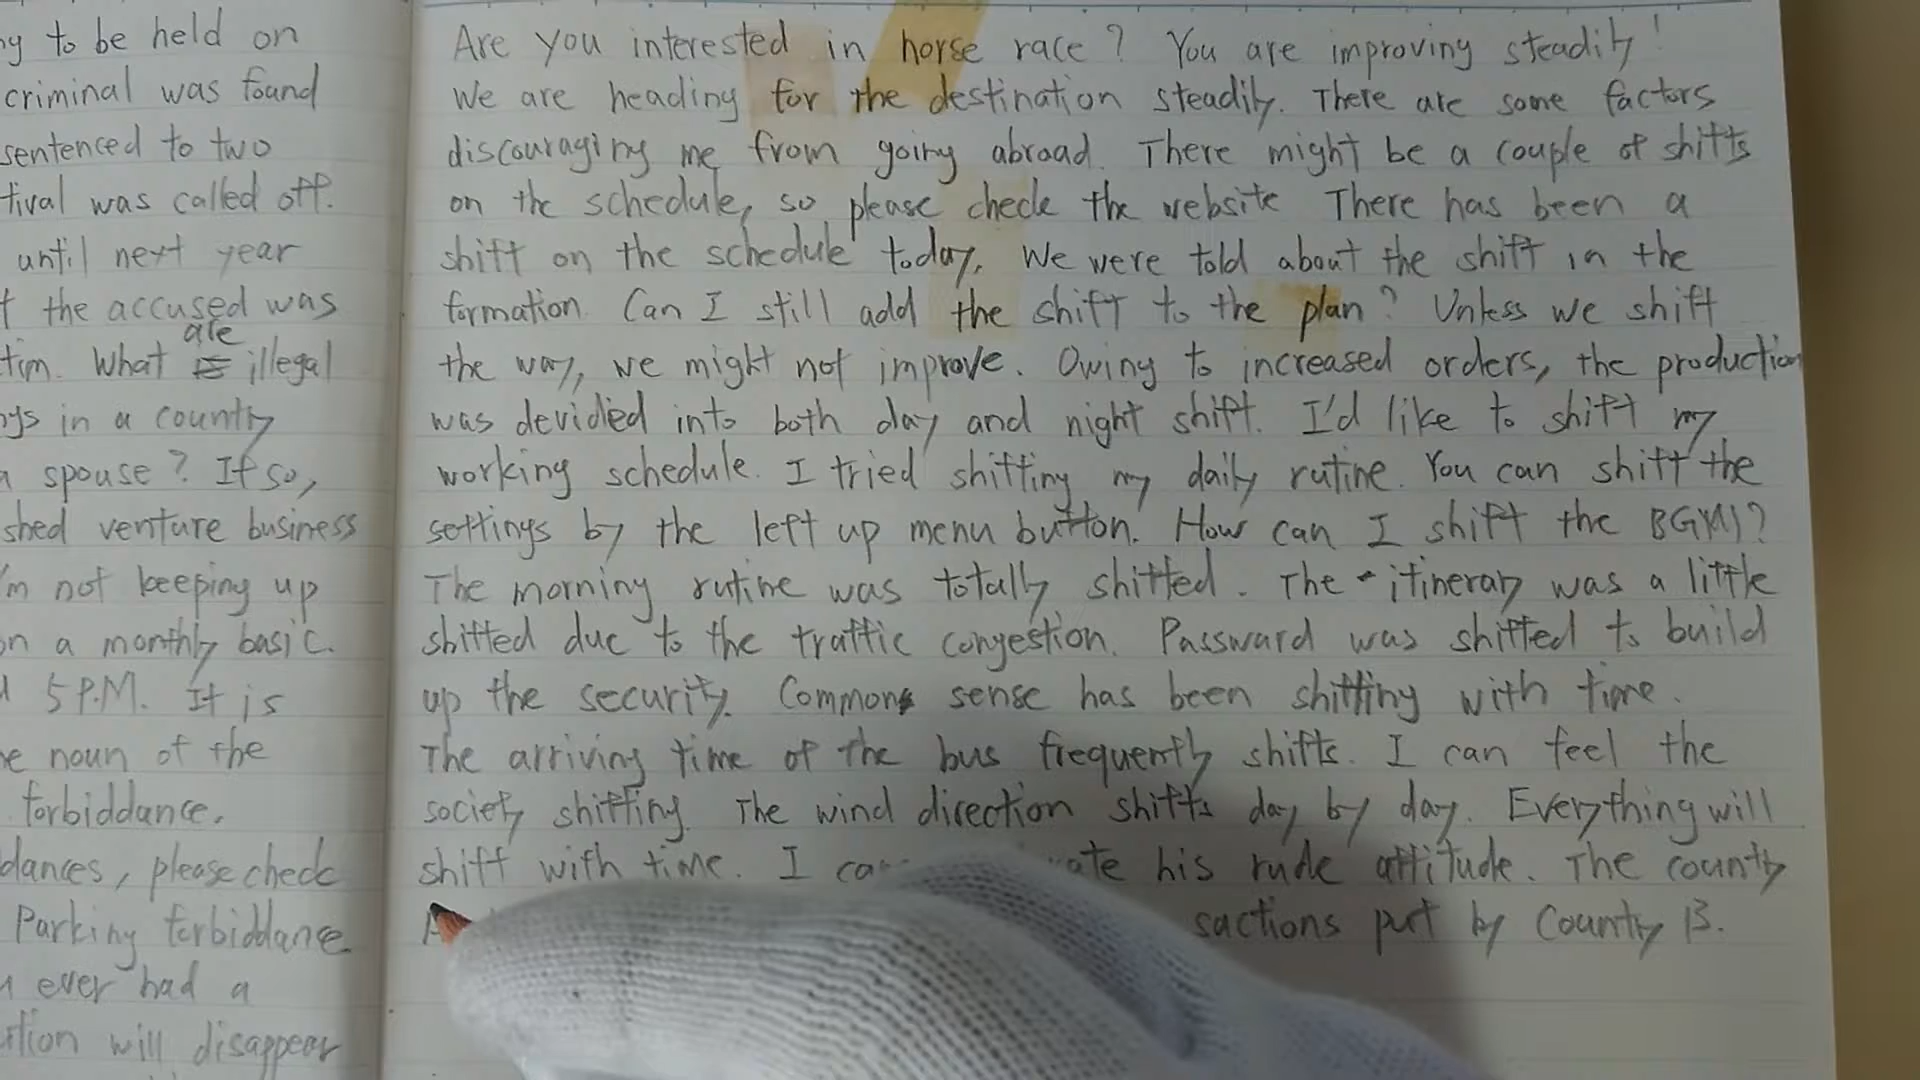 to be held on
criminal was found
sentenced to two
tival was called off.
until next year
the accused was
are
What illegal
in a county
spouse? If so,
shed venture business
not keeping up
on a monthly basic.
5 P.M. It is
noun of the
forbiddance.
dances, please check
Parking forbiddance
ever had a
will disappear
Are you interested in horse race? You are improving steadily!
We are heading for the destination steadily. There are some factors
discouraging me from going abroad. There might be a couple of shifts
on the schedule, so please check the website There has been a
shift on the schedule today. We were told about the shift in the
formation. Can I still add the shift to the plan? Unless we shift
the way, we might not improve. Owing to increased orders, the production
was devided into both day and night shift. I'd like to shift my
working schedule. I tried shifting my daily rutine. You can shift the
settings by the left up menu button. How can I shift the BGM?
The morning rutine was totally shifted. The itinerary was a little
shifted due to the traffic congestion. Passward was shifted to build
up the security. Common sense has been shifting with time.
The arriving time of the bus frequently shifts. I can feel the
society shifting. The wind direction shifts day by day. Everything will
shift with time. I his rude attitude. The county
A sactions put by County B.